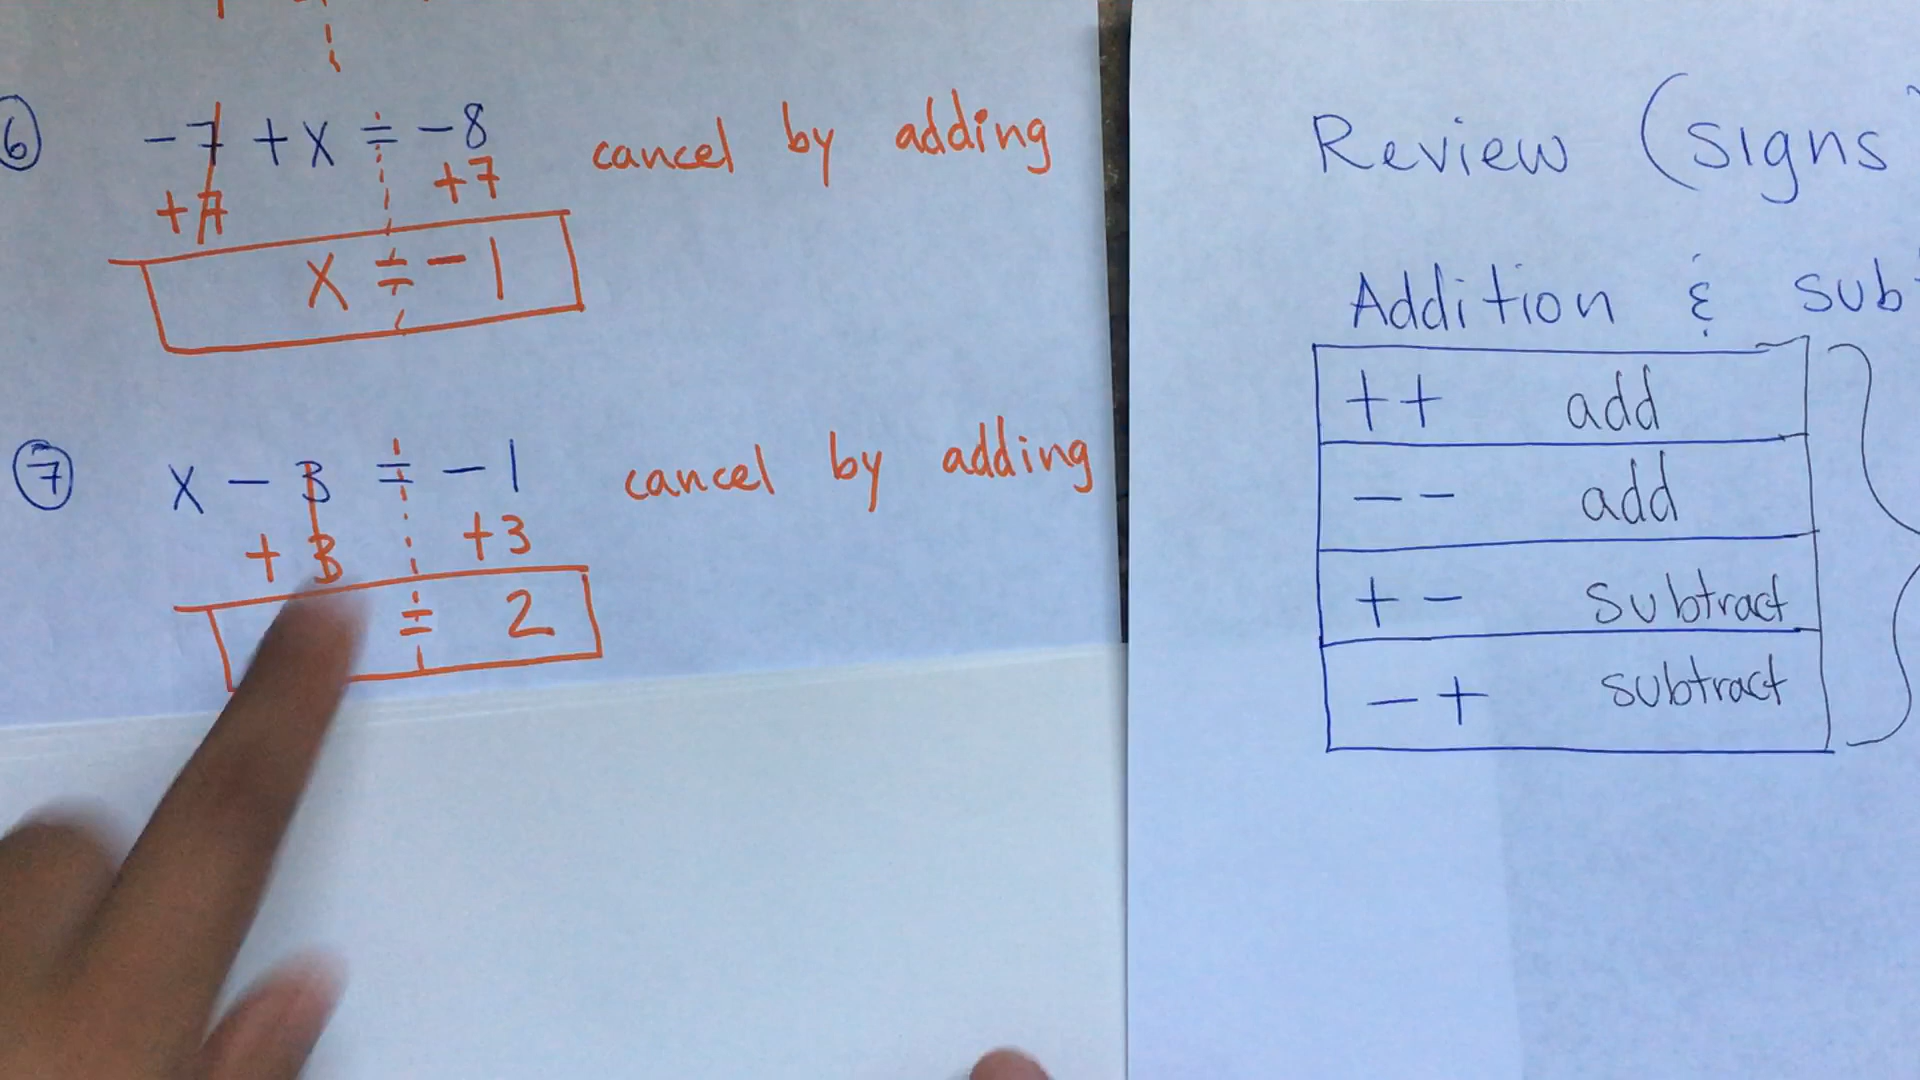 6 -7 + x = -8 cancel by adding
+7 +7
x = -1
7 x - 3 = -1 cancel by adding
+3 +3
= 2
Review (signs
Addition & sub
++ add
-- add
+- subtract
-+ subtract